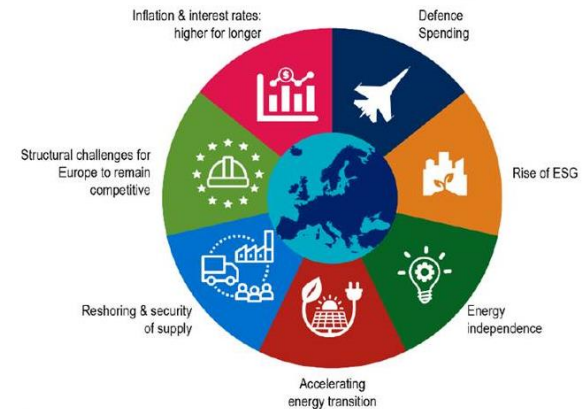 Inflation & interest rates:
higher for longer
Defence
Spending
Structural challenges for
Europe to remain
competitive
Rise of ESG
Reshoring & security
of supply
Energy
independence
Accelerating
energy transition
$